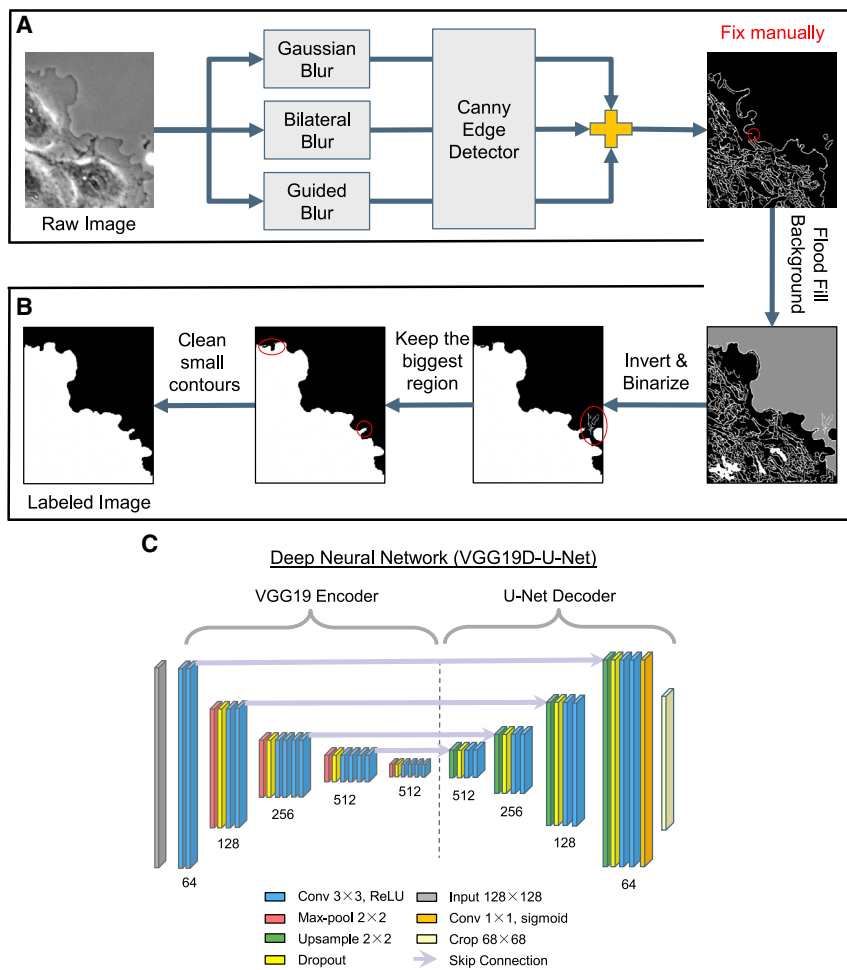 A
Fix manually
Gaussian
Blur
Bilateral
Blur
Guided
Blur
Canny
Edge
Detector
Raw Image
Flood Fill
Background
B
Clean
small
contours
Keep the
biggest
region
Invert &
Binarize
Labeled Image
C
Deep Neural Network (VGG19D-U-Net)
VGG19 Encoder
U-Net Decoder
64
128
256
512
512
512
256
128
64
Conv 3×3, ReLU
Max-pool 2×2
Upsample 2×2
Dropout
Input 128×128
Conv 1×1, sigmoid
Crop 68×68
Skip Connection